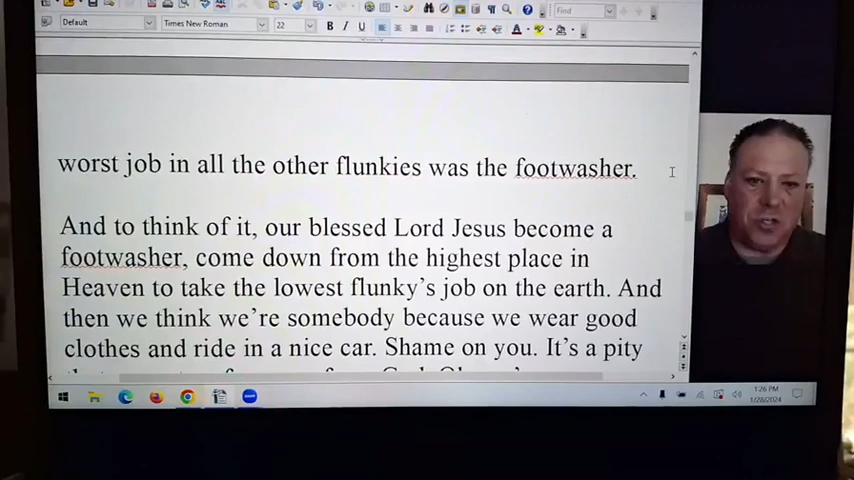 Default Times New Roman 22 B I U Find
worst job in all the other flunkies was the footwasher.
And to think of it, our blessed Lord Jesus become a
footwasher, come down from the highest place in
Heaven to take the lowest flunky's job on the earth. And
then we think we're somebody because we wear good
clothes and ride in a nice car. Shame on you. It's a pity
1:26 PM
1/28/2024